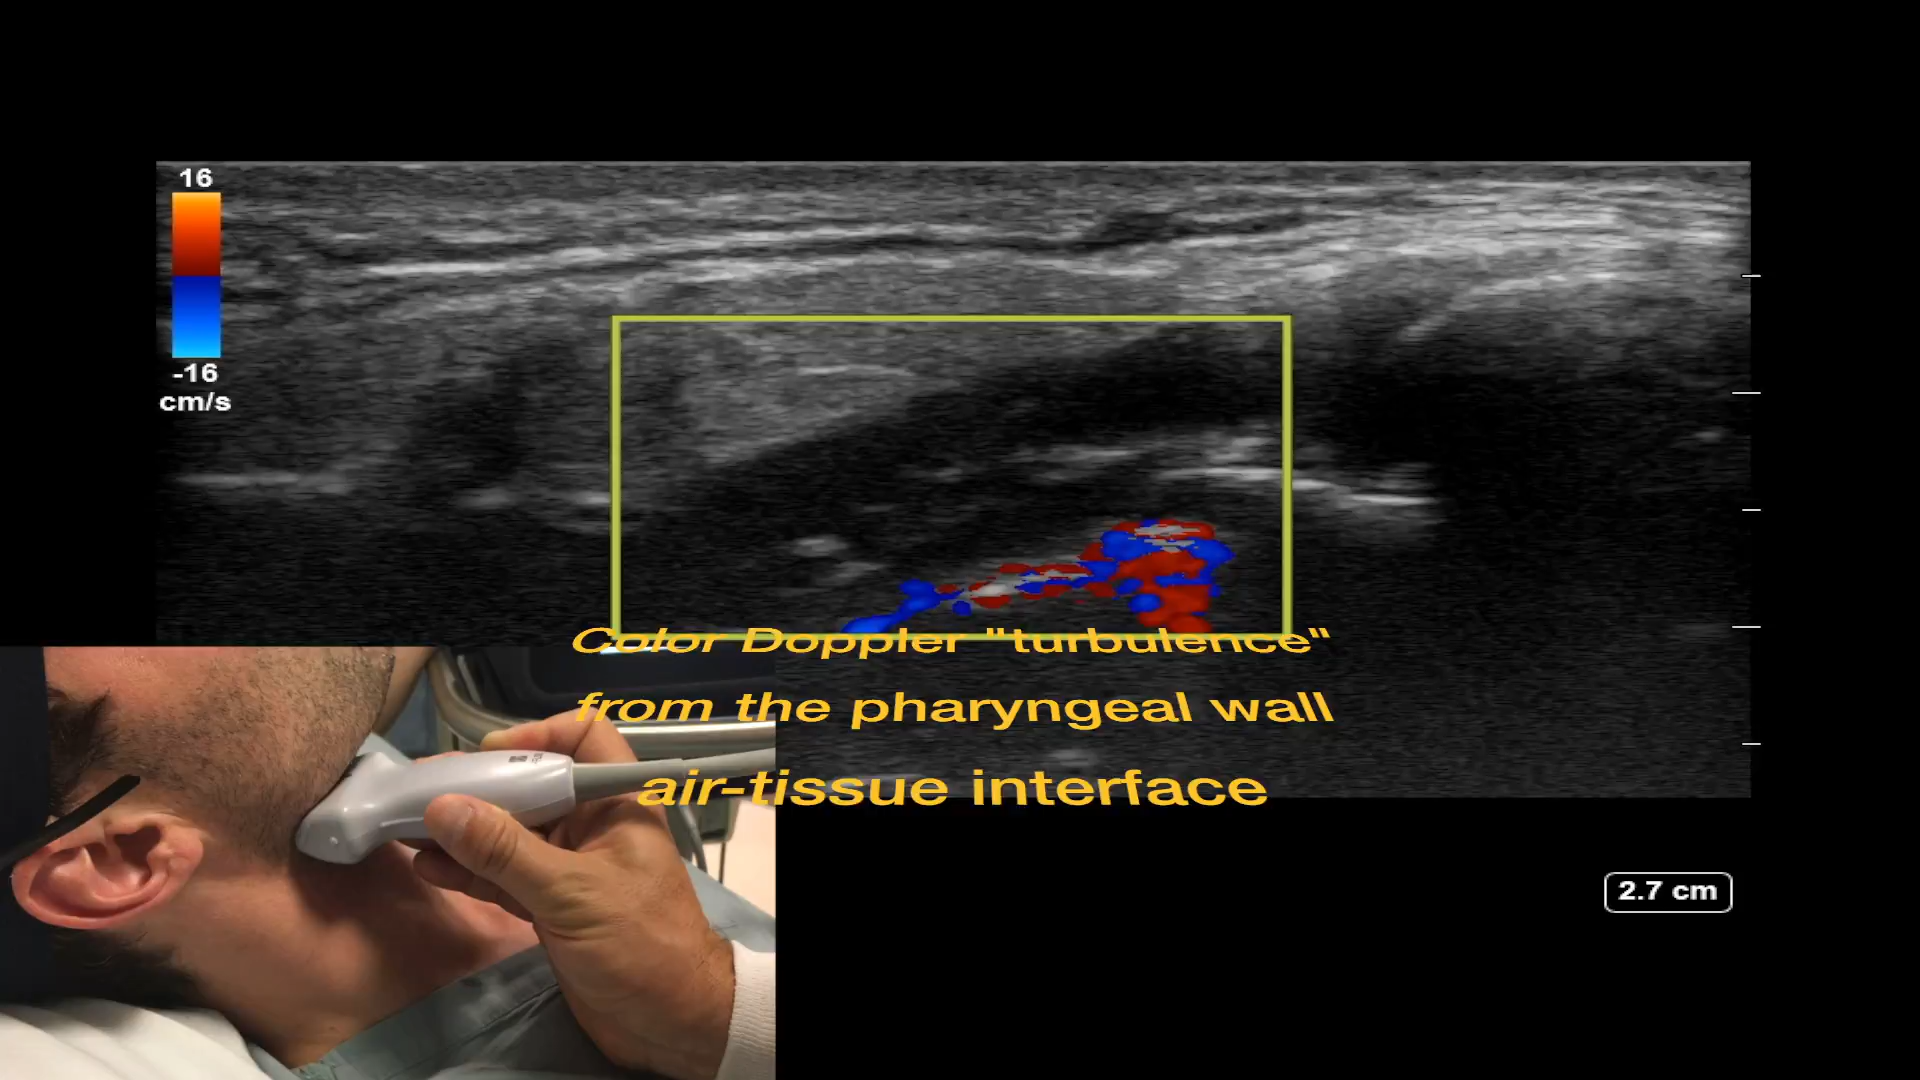 16
-16
cm/s
Color Doppler "turbulence"
from the pharyngeal wall
air-tissue interface
2.7 cm